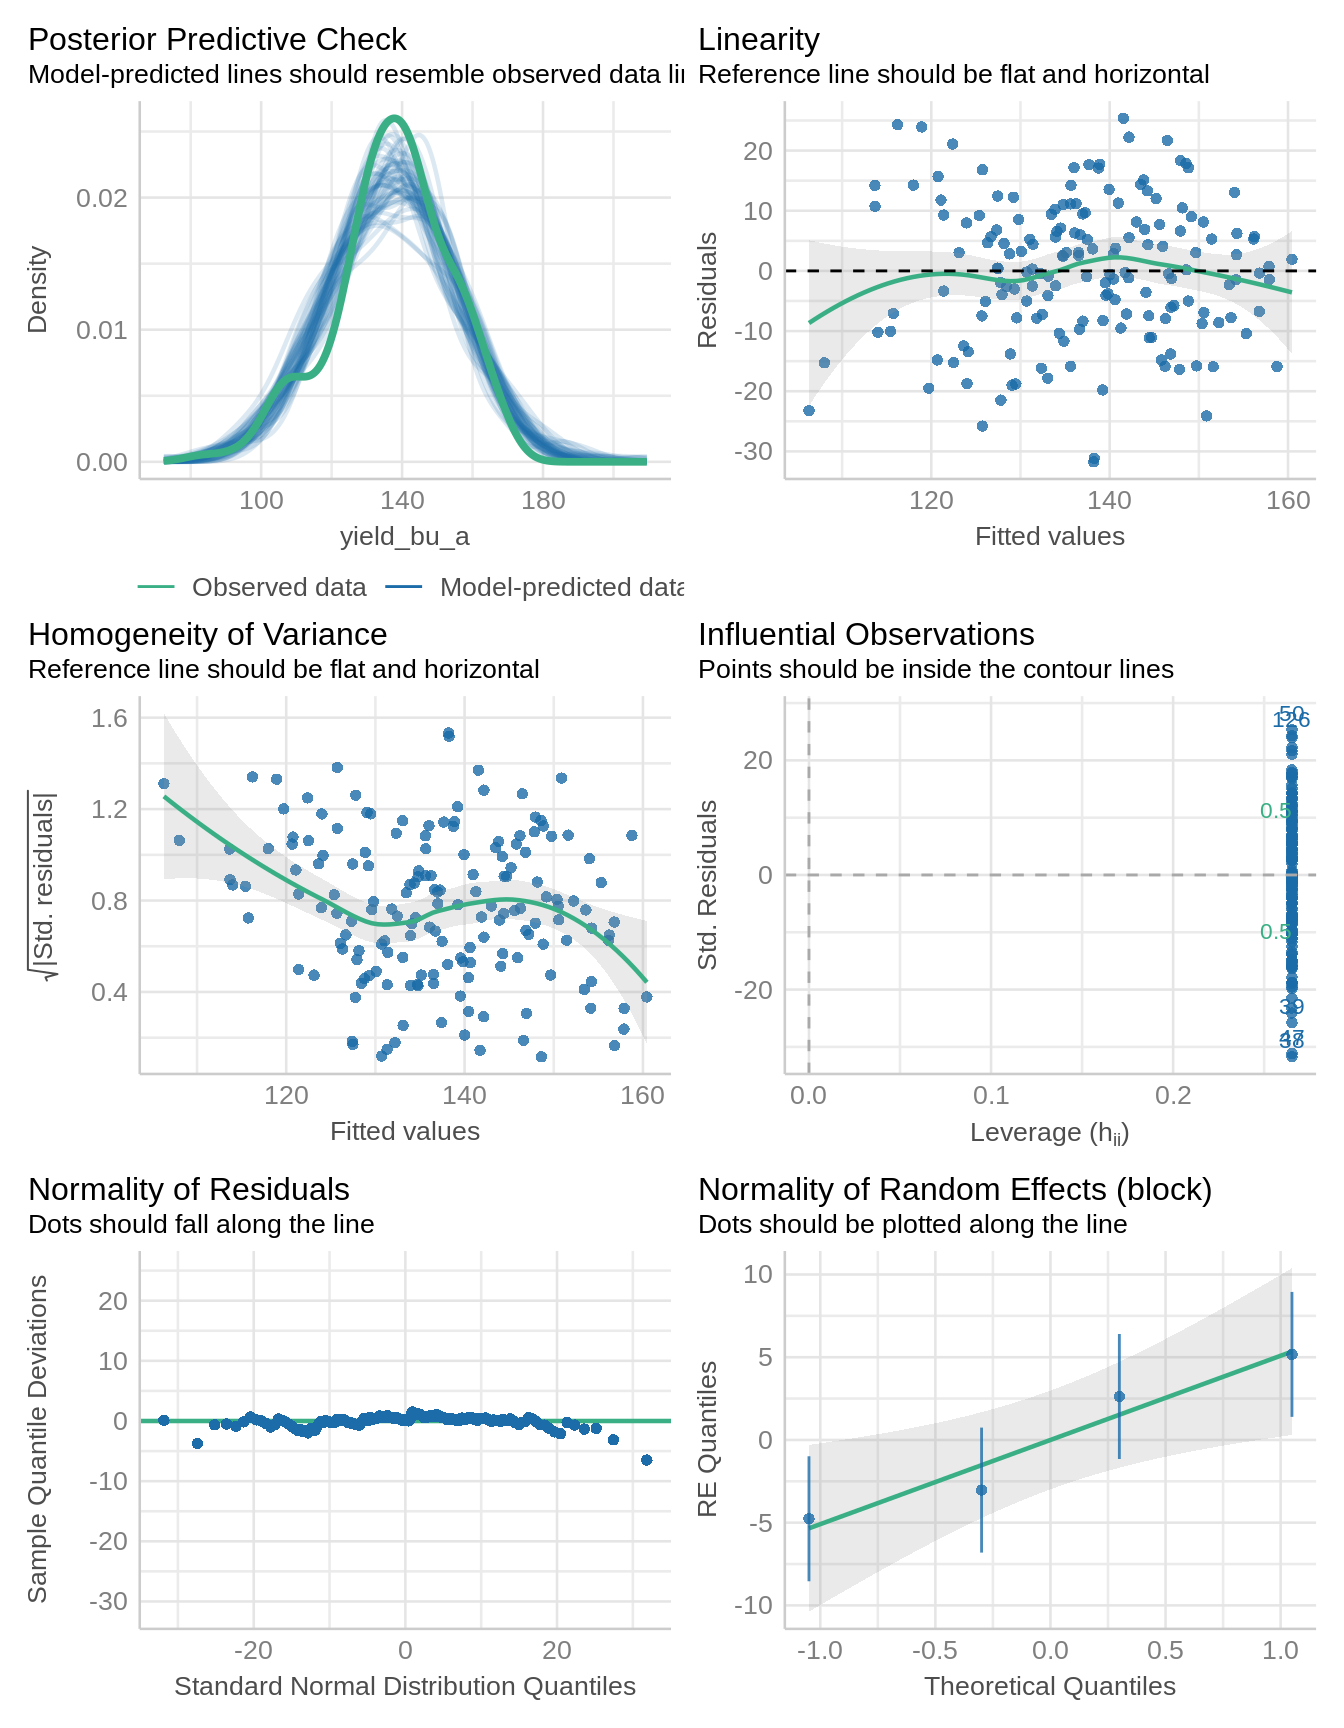 Posterior Predictive Check
Model-predicted lines should resemble observed data lin
Density
0.02
0.01
0.00
100
140
180
yield_bu_a
Observed data
Model-predicted data
Linearity
Reference line should be flat and horizontal
Residuals
20
10
0
-10
-20
-30
120
140
160
Fitted values
Homogeneity of Variance
Reference line should be flat and horizontal
√|Std. residuals|
1.6
1.2
0.8
0.4
120
140
160
Fitted values
Influential Observations
Points should be inside the contour lines
Std. Residuals
20
0
-20
50
126
0.5
0.5
39
0.0
0.1
0.2
Leverage (hii)
Normality of Residuals
Dots should fall along the line
Sample Quantile Deviations
20
10
0
-10
-20
-30
-20
0
20
Standard Normal Distribution Quantiles
Normality of Random Effects (block)
Dots should be plotted along the line
RE Quantiles
10
5
0
-5
-10
-1.0
-0.5
0.0
0.5
1.0
Theoretical Quantiles